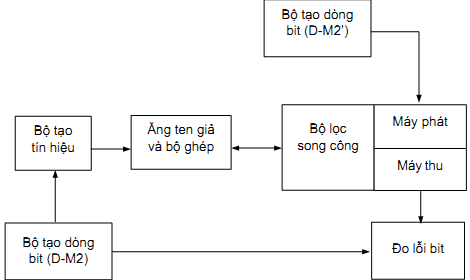 Bộ tạo dòng
bit (D-M2’)
Bộ tạo
tín hiệu
Ăng ten giả
và bộ ghép
Bộ lọc
song công
Máy phát
Máy thu
Bộ tạo dòng
bit (D-M2)
Đo lỗi bit